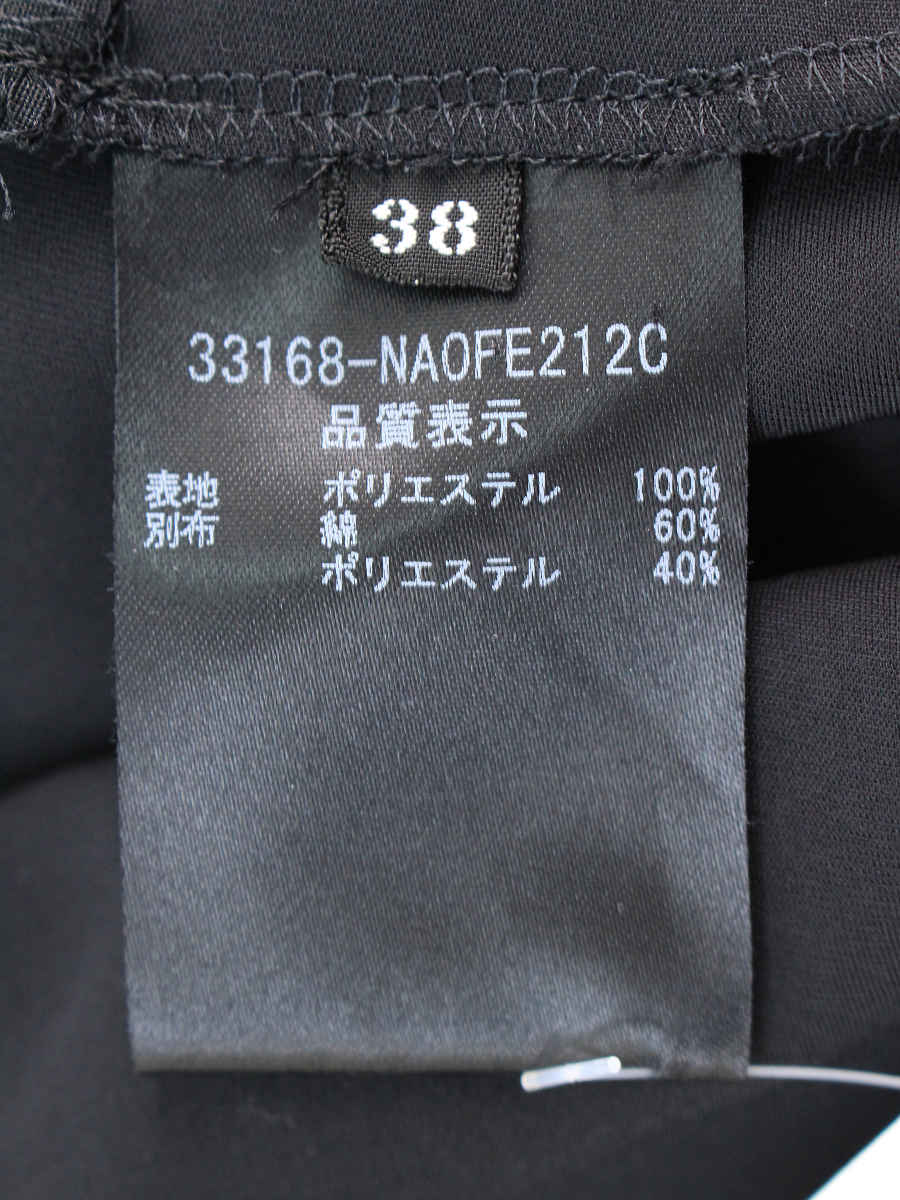 38
33168-NA0FE212C
品質表示
表地 ポリエステル 100%
別布 綿 60%
ポリエステル 40%